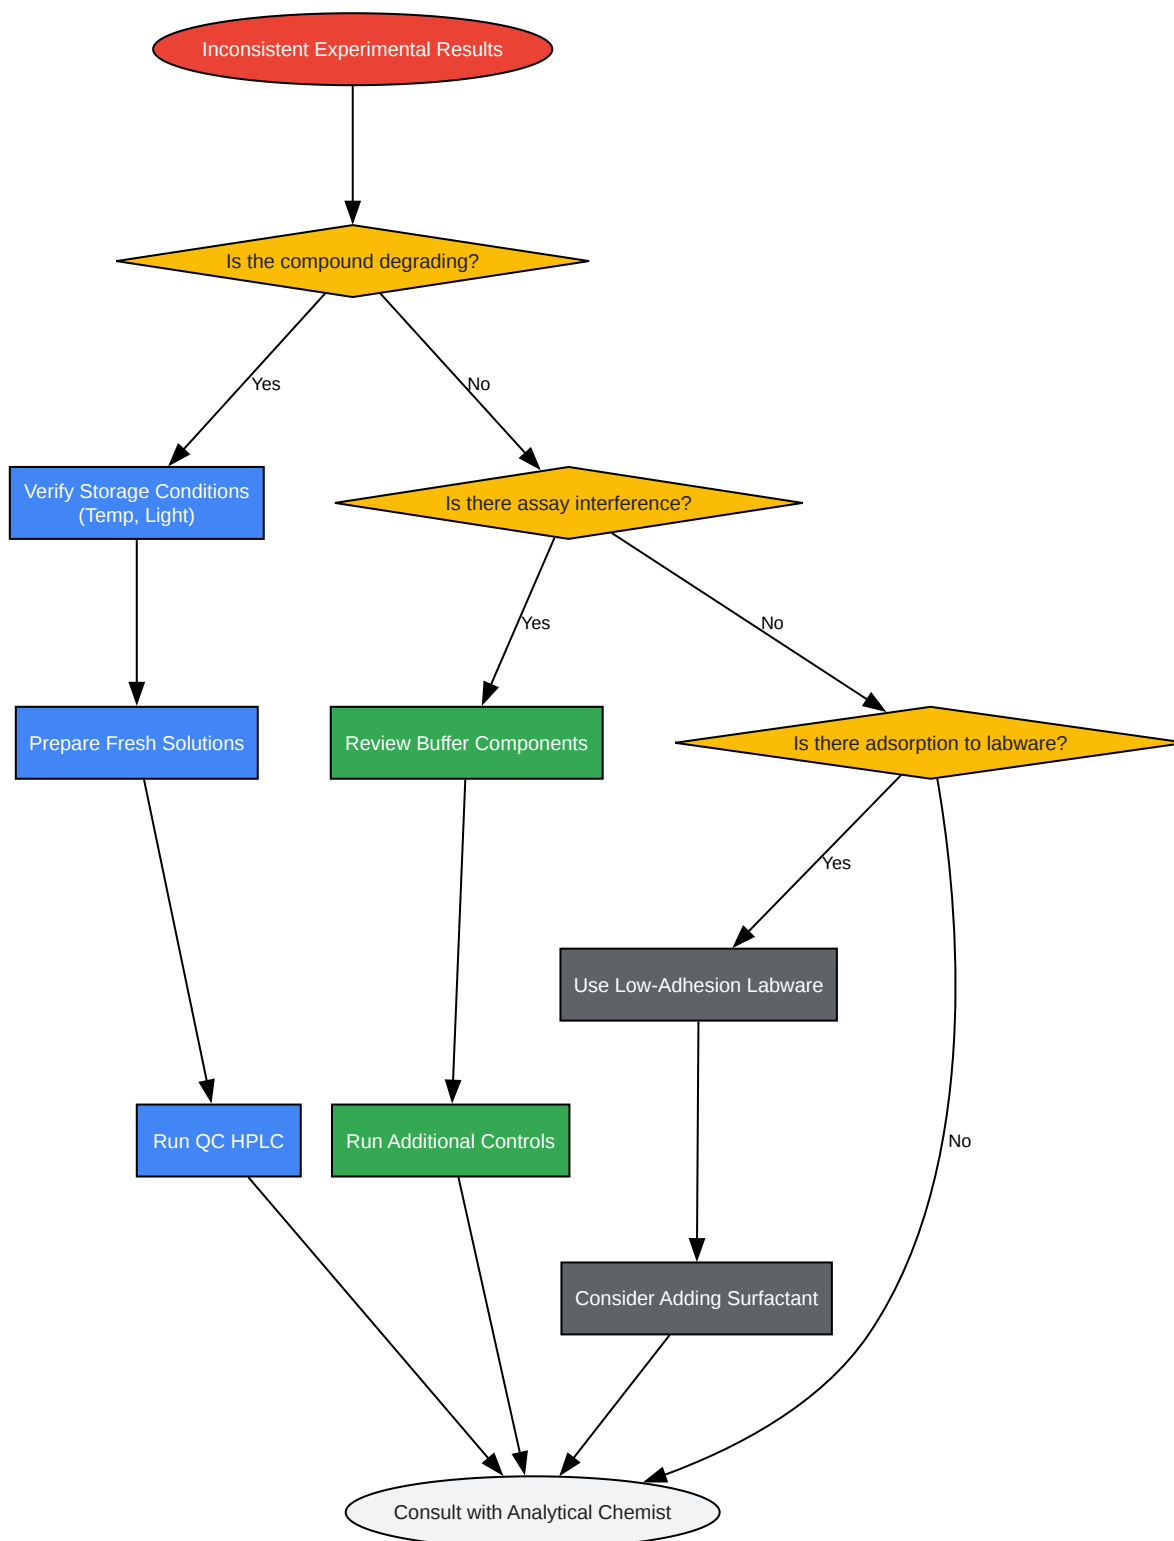 Inconsistent Experimental Results
Is the compound degrading?
Yes
No
Verify Storage Conditions
(Temp, Light)
Is there assay interference?
Yes
No
Prepare Fresh Solutions
Review Buffer Components
Is there adsorption to labware?
Yes
Use Low-Adhesion Labware
Run QC HPLC
Run Additional Controls
No
Consider Adding Surfactant
Consult with Analytical Chemist